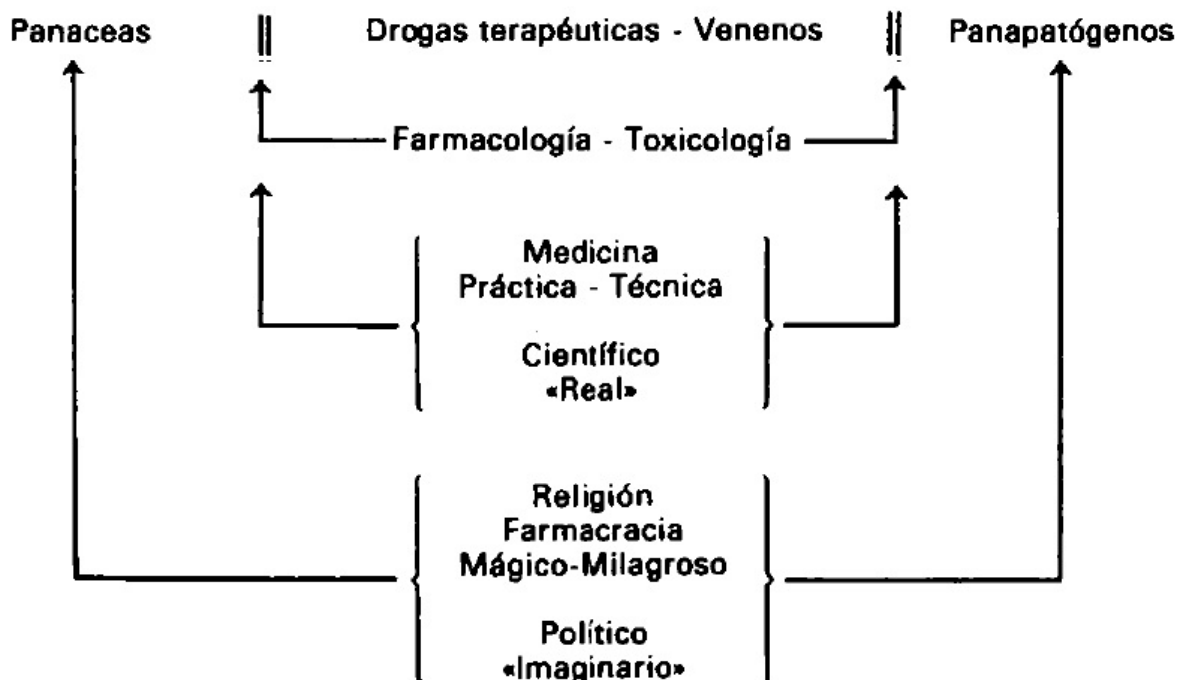 Panaceas || Drogas terapéuticas - Venenos || Panapatógenos
Farmacología - Toxicología
Medicina
Práctica - Técnica
Científico
«Real»
Religión
Farmacracia
Mágico-Milagroso
Político
«Imaginario»